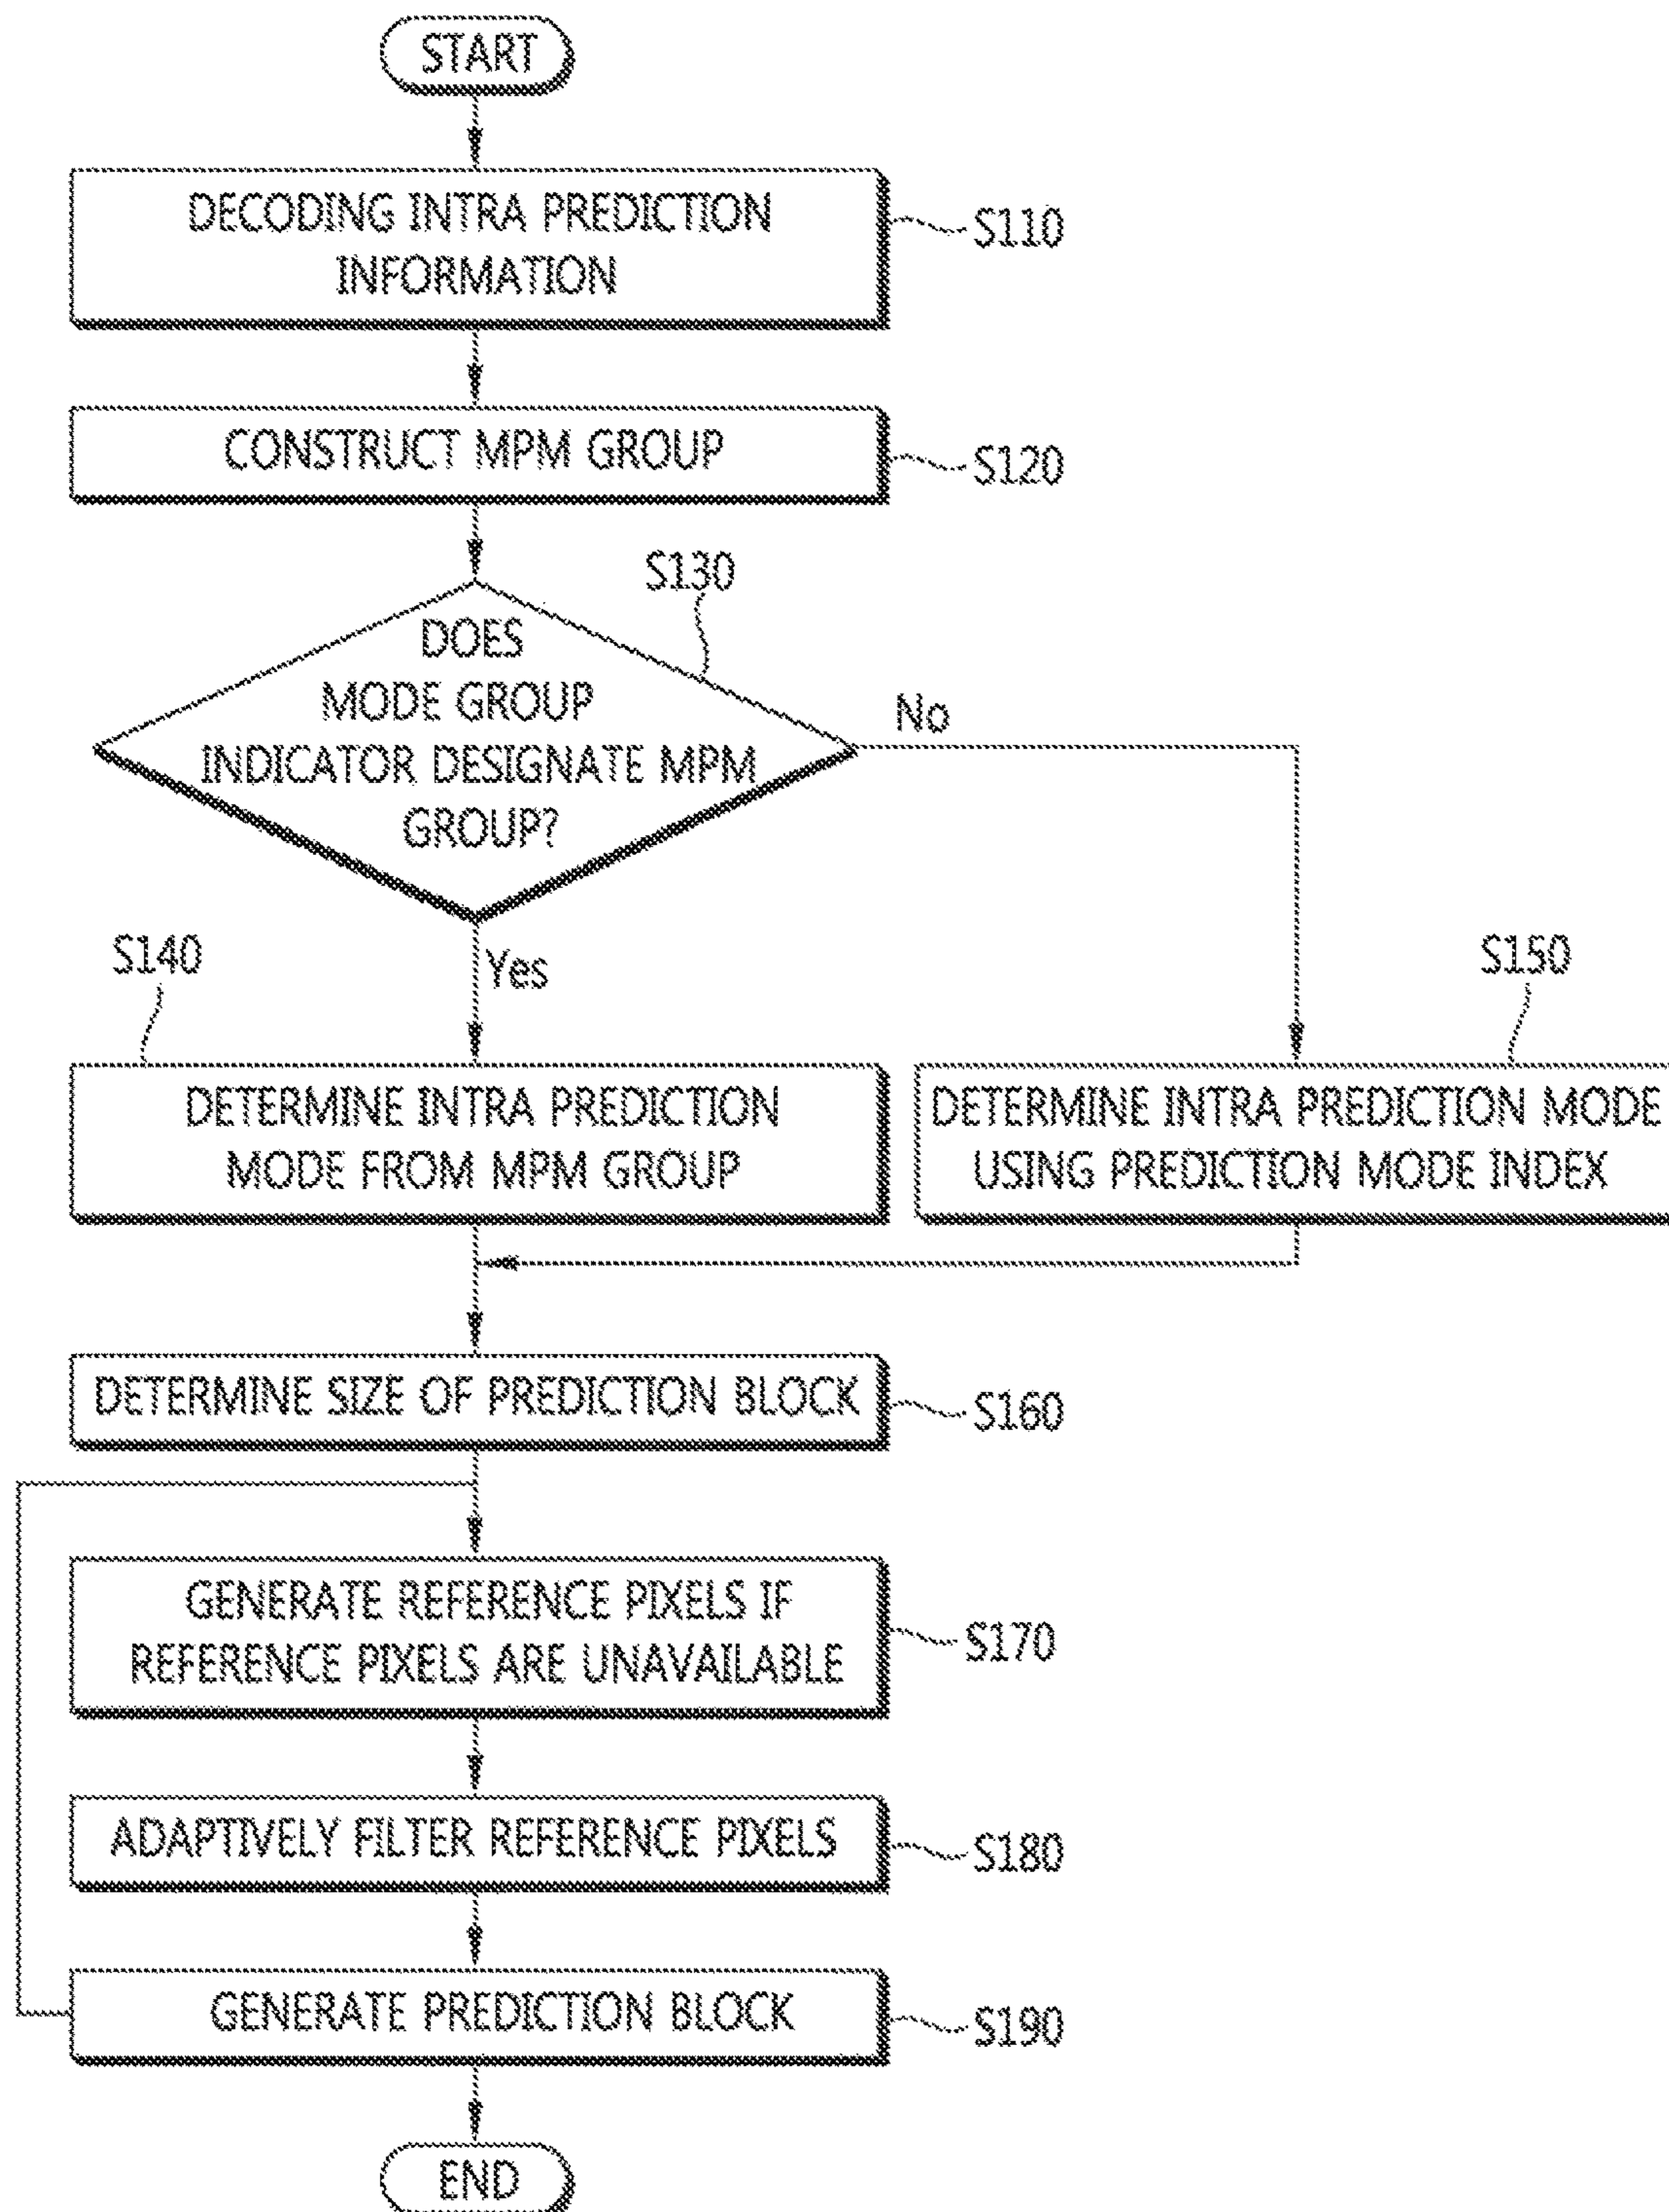 START
DECODING INTRA PREDICTION
INFORMATION
S110
CONSTRUCT MPM GROUP
S120
S130
DOES
MODE GROUP
INDICATOR DESIGNATE MPM
GROUP?
No
Yes
S140
DETERMINE INTRA PREDICTION
MODE FROM MPM GROUP
S150
DETERMINE INTRA PREDICTION MODE
USING PREDICTION MODE INDEX
DETERMINE SIZE OF PREDICTION BLOCK
S160
GENERATE REFERENCE PIXELS IF
REFERENCE PIXELS ARE UNAVAILABLE
S170
ADAPTIVELY FILTER REFERENCE PIXELS
S180
GENERATE PREDICTION BLOCK
S190
END